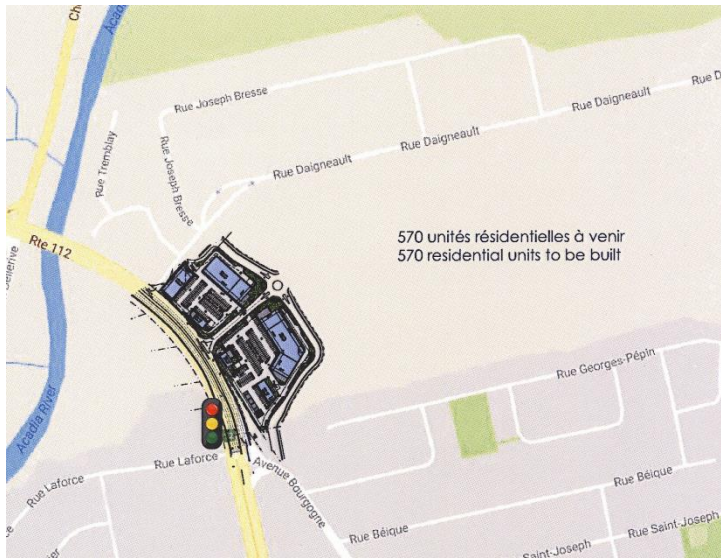 Acadia
Rue Joseph Bresse
Rue Daigneault
Rue D
Rue Daigneault
Rue Tremblay
Rue Joseph Bresse
Rue Daigneault
570 unités résidentielles à venir
570 residential units to be built
Rte 112
Bellerive
Rue Georges-Pépin
Acadia River
Rue Laforce
Avenue Bourgogne
Rue Laforce
Rue Béique
Rue Béique
Rue Saint-Joseph
Saint-Joseph